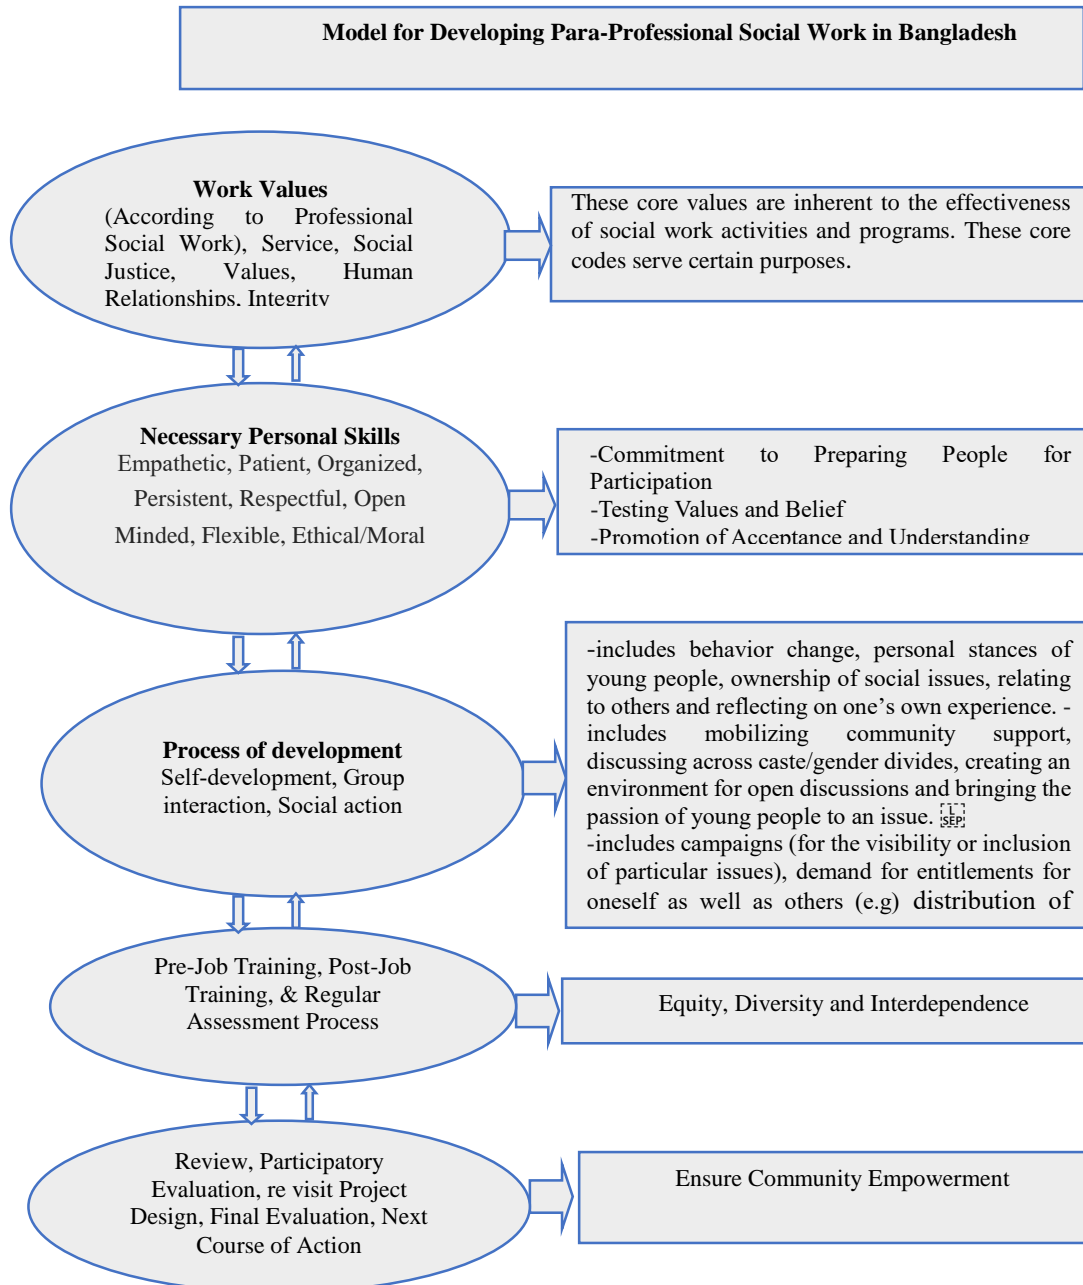 Model for Developing Para-Professional Social Work in Bangladesh
Work Values
(According to Professional
Social Work), Service, Social
Justice, Values, Human
Relationships, Integrity
These core values are inherent to the effectiveness
of social work activities and programs. These core
codes serve certain purposes.
Necessary Personal Skills
Empathetic, Patient, Organized,
Persistent, Respectful, Open
Minded, Flexible, Ethical/Moral
-Commitment to Preparing People for
Participation
-Testing Values and Belief
-Promotion of Acceptance and Understanding
Process of development
Self-development, Group
interaction, Social action
-includes behavior change, personal stances of
young people, ownership of social issues, relating
to others and reflecting on one’s own experience. -
includes mobilizing community support,
discussing across caste/gender divides, creating an
environment for open discussions and bringing the
passion of young people to an issue. L SEP
-includes campaigns (for the visibility or inclusion
of particular issues), demand for entitlements for
oneself as well as others (e.g) distribution of
Pre-Job Training, Post-Job
Training, & Regular
Assessment Process
Equity, Diversity and Interdependence
Review, Participatory
Evaluation, re visit Project
Design, Final Evaluation, Next
Course of Action
Ensure Community Empowerment